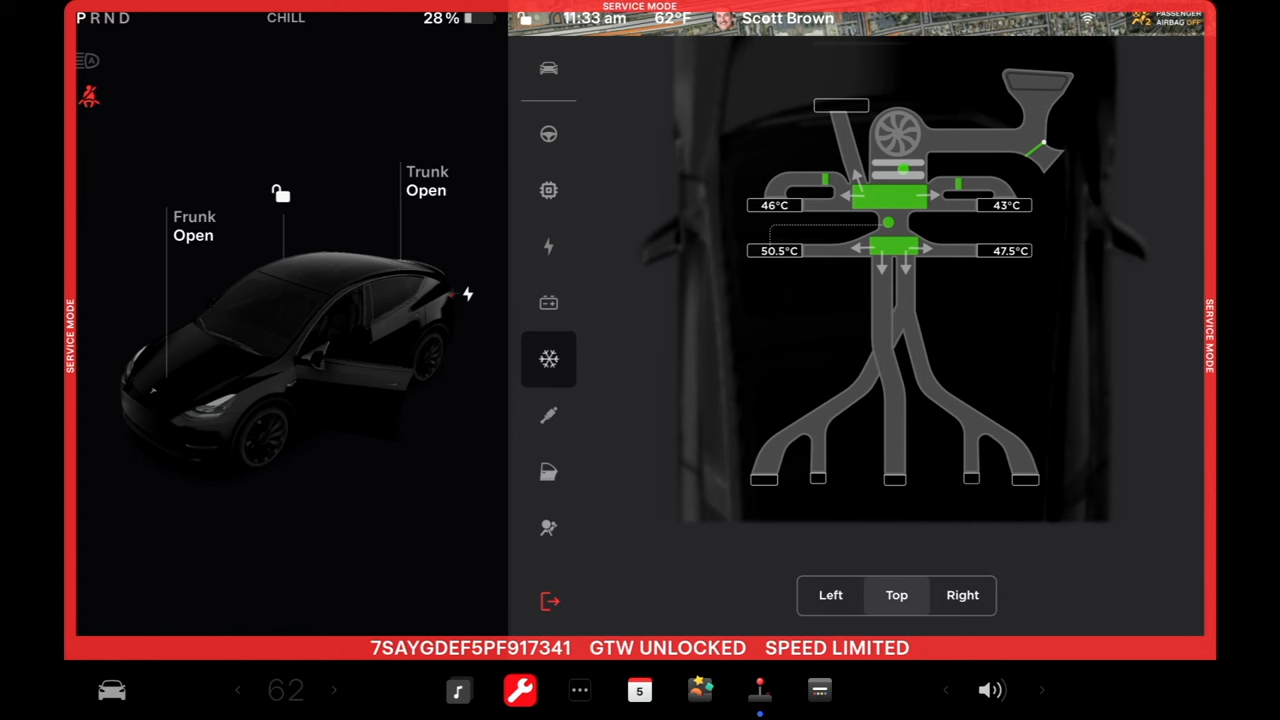 SERVICE MODE
P R N D
CHILL
28 %
11:33 am
62°F
Scott Brown
PASSENGER
AIRBAG OFF
A
2
Trunk
Open
Frunk
Open
46°C
43°C
50.5°C
47.5°C
SERVICE MODE
SERVICE MODE
Left
Top
Right
7SAYGDEF5PF917341 GTW UNLOCKED SPEED LIMITED
62
5